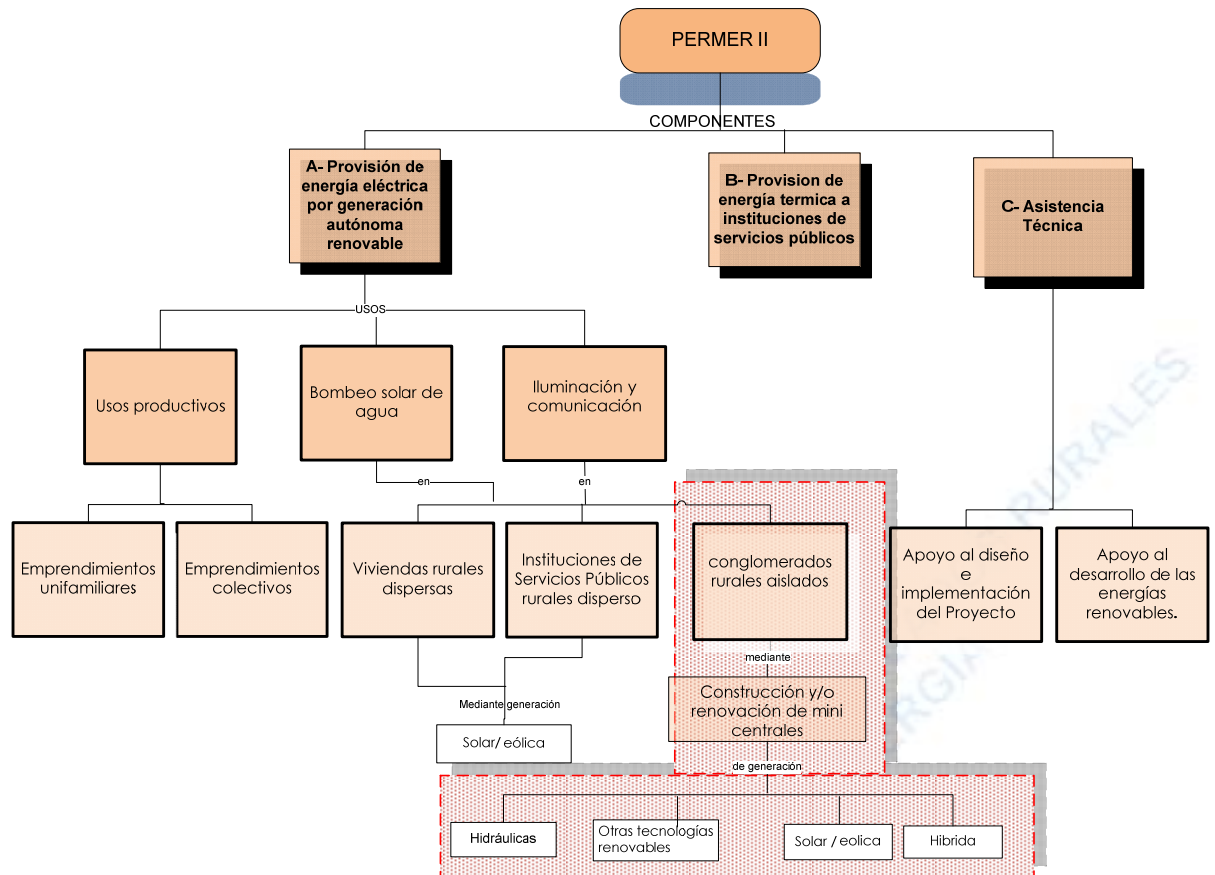 PERMER II
COMPONENTES
A- Provisión de
energía eléctrica
por generación
autónoma
renovable
B- Provision de
energía termica a
instituciones de
servicios públicos
C- Asistencia
Técnica
USOS
Usos productivos
Bombeo solar de
agua
Iluminación y
comunicación
en
en
Emprendimientos
unifamiliares
Emprendimientos
colectivos
Viviendas rurales
dispersas
Instituciones de
Servicios Públicos
rurales disperso
conglomerados
rurales aislados
Apoyo al diseño
e
implementación
del Proyecto
Apoyo al
desarrollo de las
energías
renovables.
mediante
Construcción y/o
renovación de mini
centrales
Mediante generación
Solar/ eólica
de generación
Hidráulicas
Otras tecnologías
renovables
Solar / eolica
Hibrida
RURALES